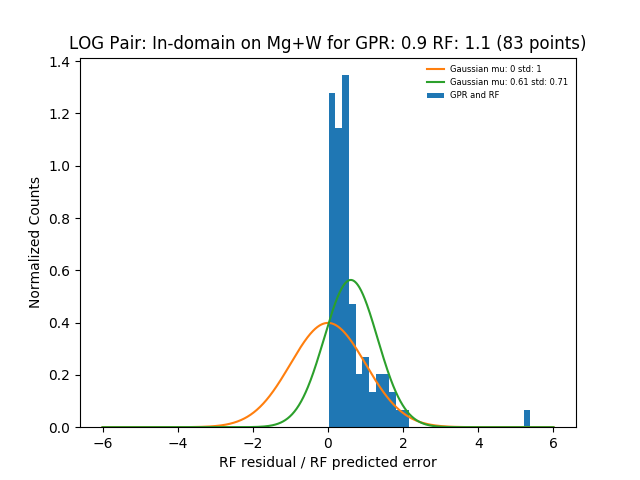 LOG Pair: In-domain on Mg+W for GPR: 0.9 RF: 1.1 (83 points)
Gaussian mu: 0 std: 1
Gaussian mu: 0.61 std: 0.71
GPR and RF
Normalized Counts
1.4
1.2
1.0
0.8
0.6
0.4
0.2
0.0
−6 −4 −2 0 2 4 6
RF residual / RF predicted error